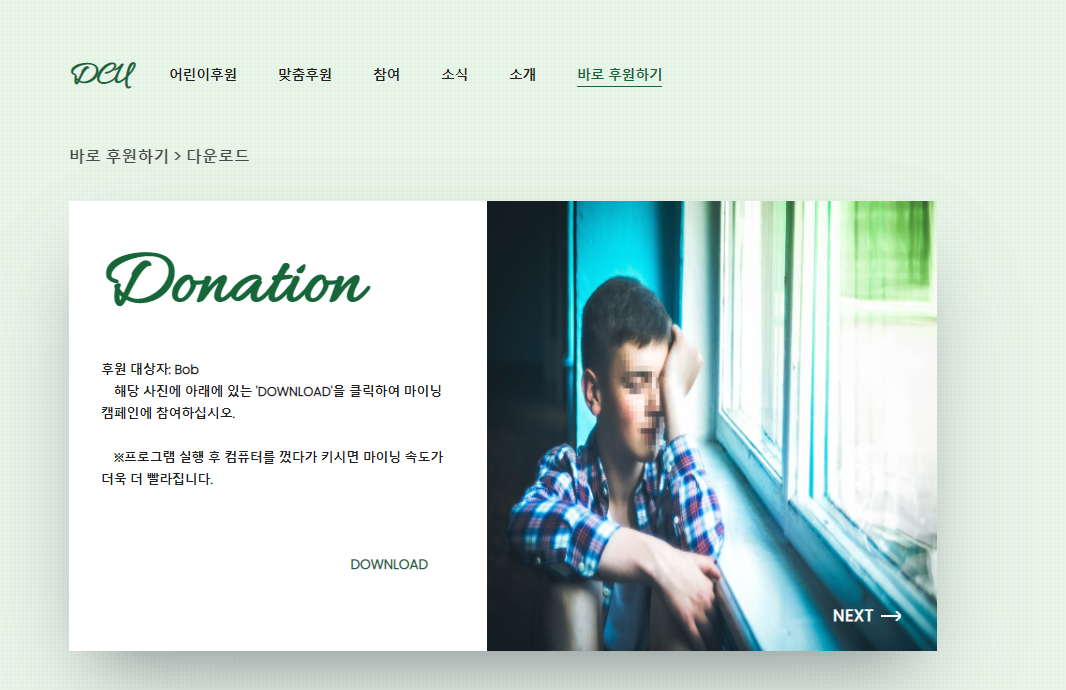 DCU 어린이후원 맞춤후원 참여 소식 소개 바로 후원하기
바로 후원하기 > 다운로드
Donation
후원 대상자: Bob
해당 사진에 아래에 있는 'DOWNLOAD'을 클릭하여 마이닝
캠페인에 참여하십시오.
※프로그램 실행 후 컴퓨터를 껐다가 키시면 마이닝 속도가
더욱 더 빨라집니다.
DOWNLOAD
NEXT